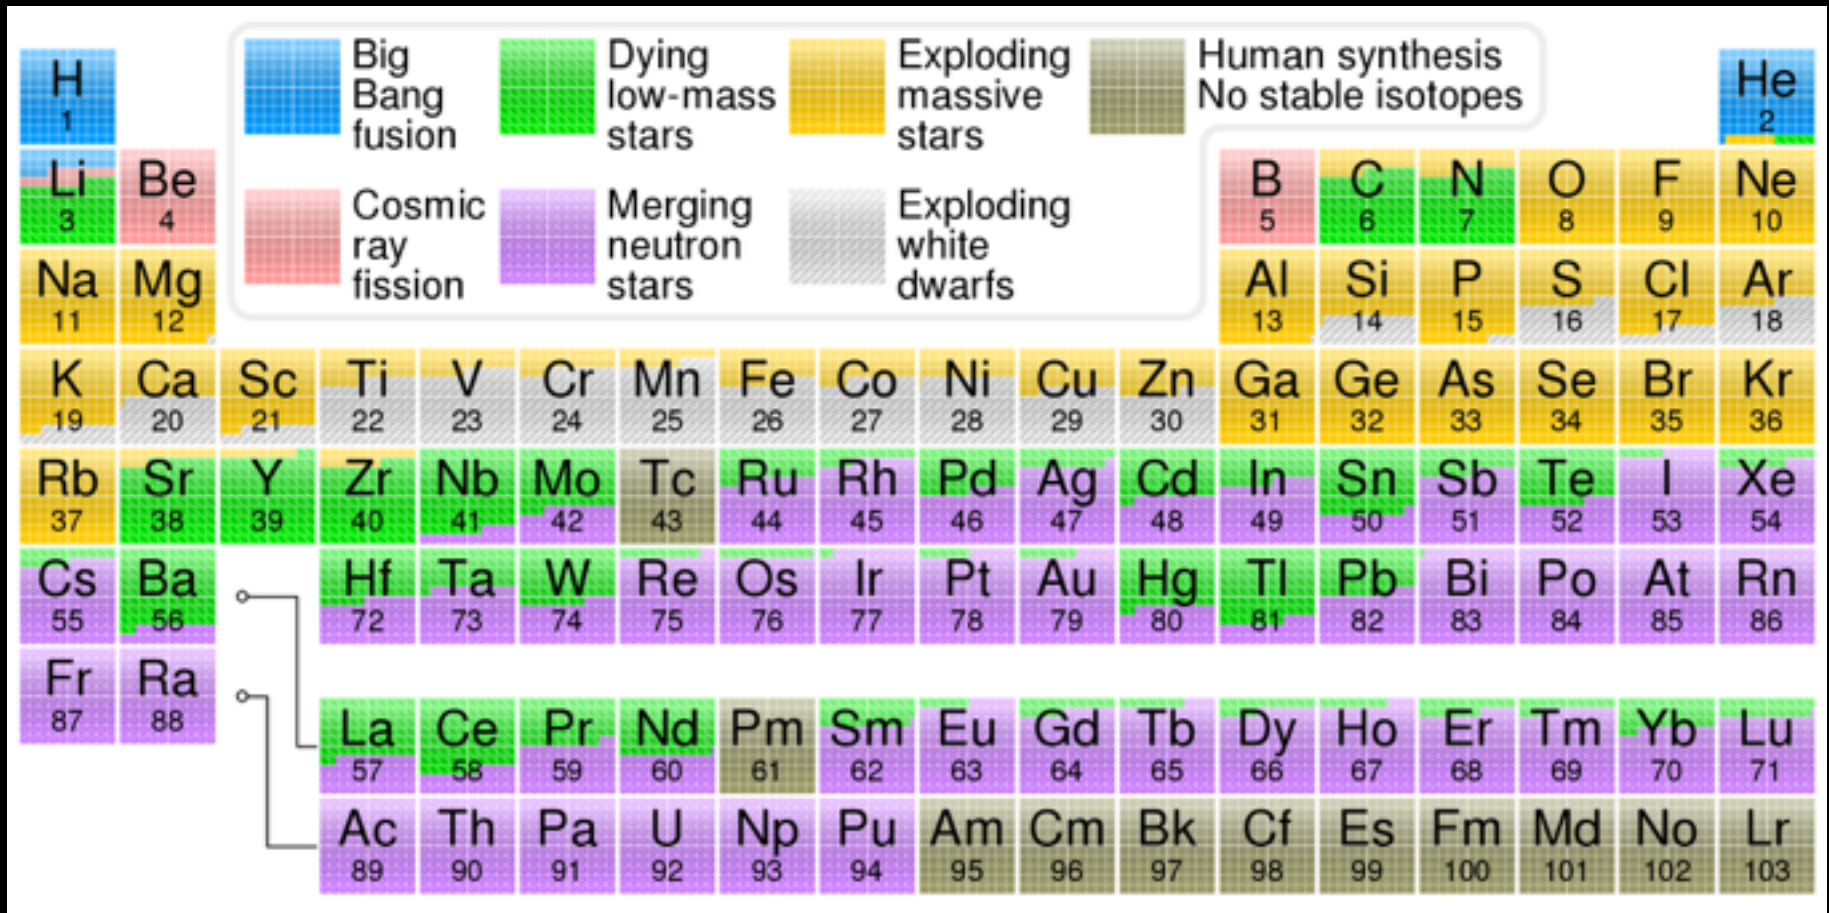 Big Bang fusion
Dying low-mass stars
Exploding massive stars
Human synthesis
No stable isotopes
Cosmic ray fission
Merging neutron stars
Exploding white dwarfs
H He
1 2
Li Be B C N O F Ne
3 4 5 6 7 8 9 10
Na Mg Al Si P S Cl Ar
11 12 13 14 15 16 17 18
K Ca Sc Ti V Cr Mn Fe Co Ni Cu Zn Ga Ge As Se Br Kr
19 20 21 22 23 24 25 26 27 28 29 30 31 32 33 34 35 36
Rb Sr Y Zr Nb Mo Tc Ru Rh Pd Ag Cd In Sn Sb Te I Xe
37 38 39 40 41 42 43 44 45 46 47 48 49 50 51 52 53 54
Cs Ba Hf Ta W Re Os Ir Pt Au Hg Tl Pb Bi Po At Rn
55 56 72 73 74 75 76 77 78 79 80 81 82 83 84 85 86
Fr Ra
87 88
La Ce Pr Nd Pm Sm Eu Gd Tb Dy Ho Er Tm Yb Lu
57 58 59 60 61 62 63 64 65 66 67 68 69 70 71
Ac Th Pa U Np Pu Am Cm Bk Cf Es Fm Md No Lr
89 90 91 92 93 94 95 96 97 98 99 100 101 102 103